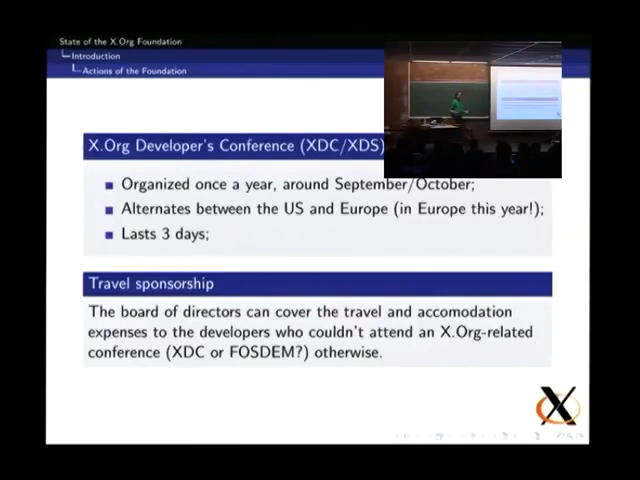 State of the X.Org Foundation
Introduction
Actions of the Foundation
X.Org Developer's Conference (XDC/XDS)
Organized once a year, around September/October;
Alternates between the US and Europe (in Europe this year!);
Lasts 3 days;
Travel sponsorship
The board of directors can cover the travel and accomodation
expenses to the developers who couldn't attend an X.Org-related
conference (XDC or FOSDEM?) otherwise.
X